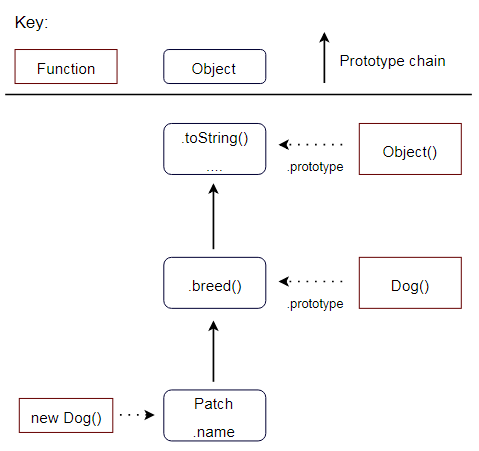 Key:
Function
Object
Prototype chain
.toString()
....
.prototype
Object()
.breed()
.prototype
Dog()
new Dog()
Patch
.name